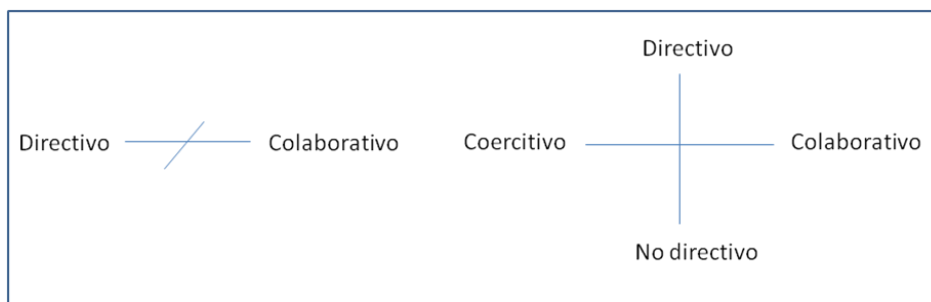 Directivo
Colaborativo
Directivo
Coercitivo
Colaborativo
No directivo